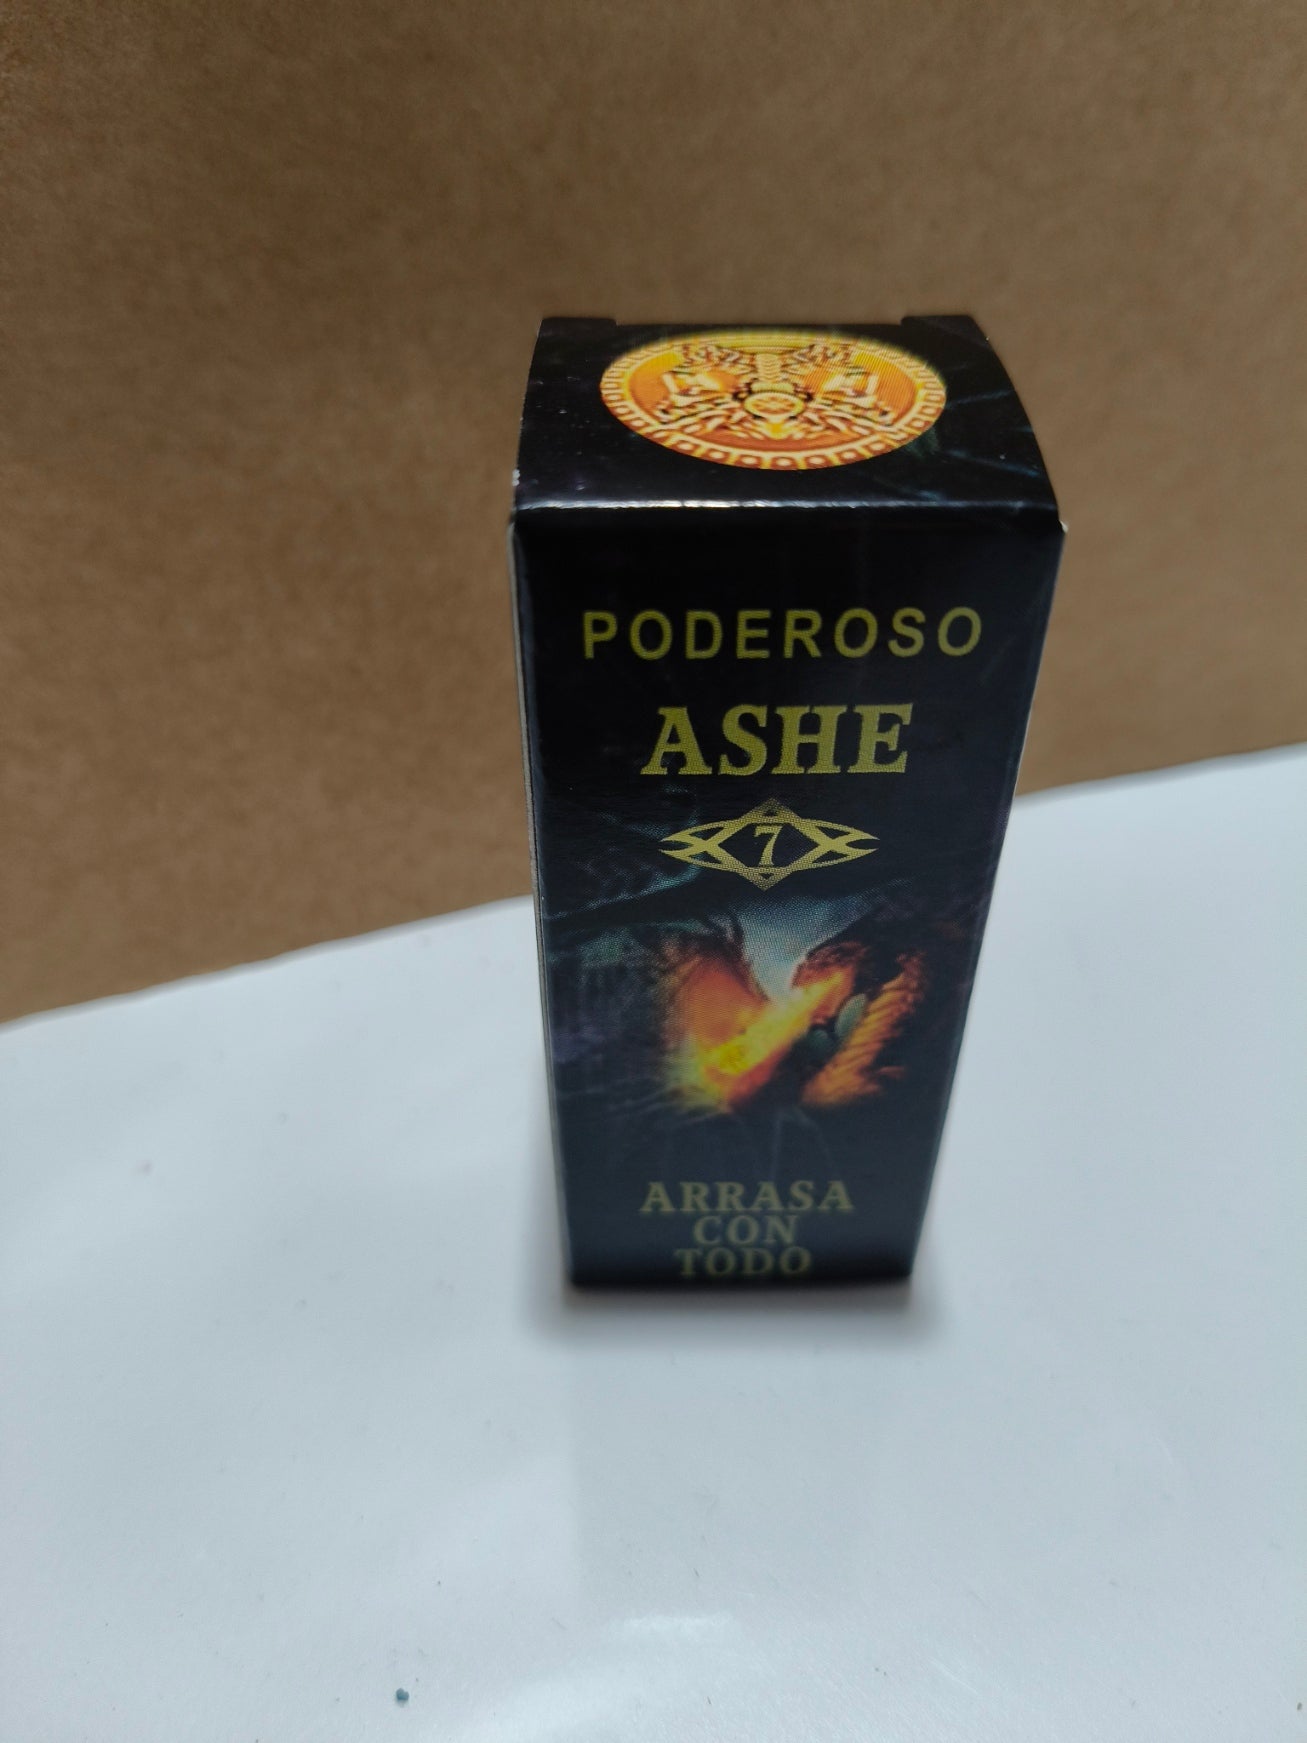 PODEROSO
ASHE
7
ARRASA
CON
TODO